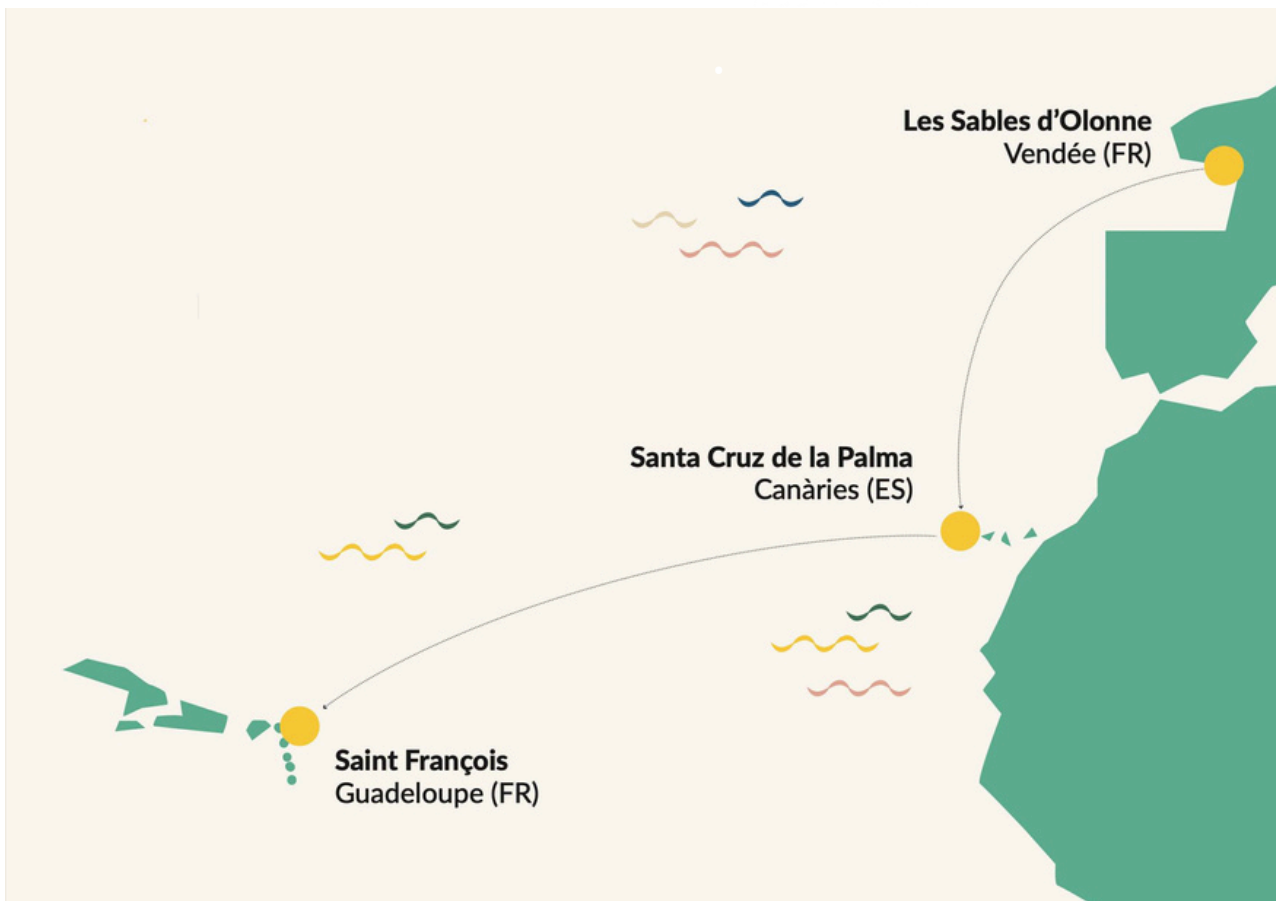 Les Sables d’Olonne
Vendée (FR)
Santa Cruz de la Palma
Canàries (ES)
Saint François
Guadeloupe (FR)